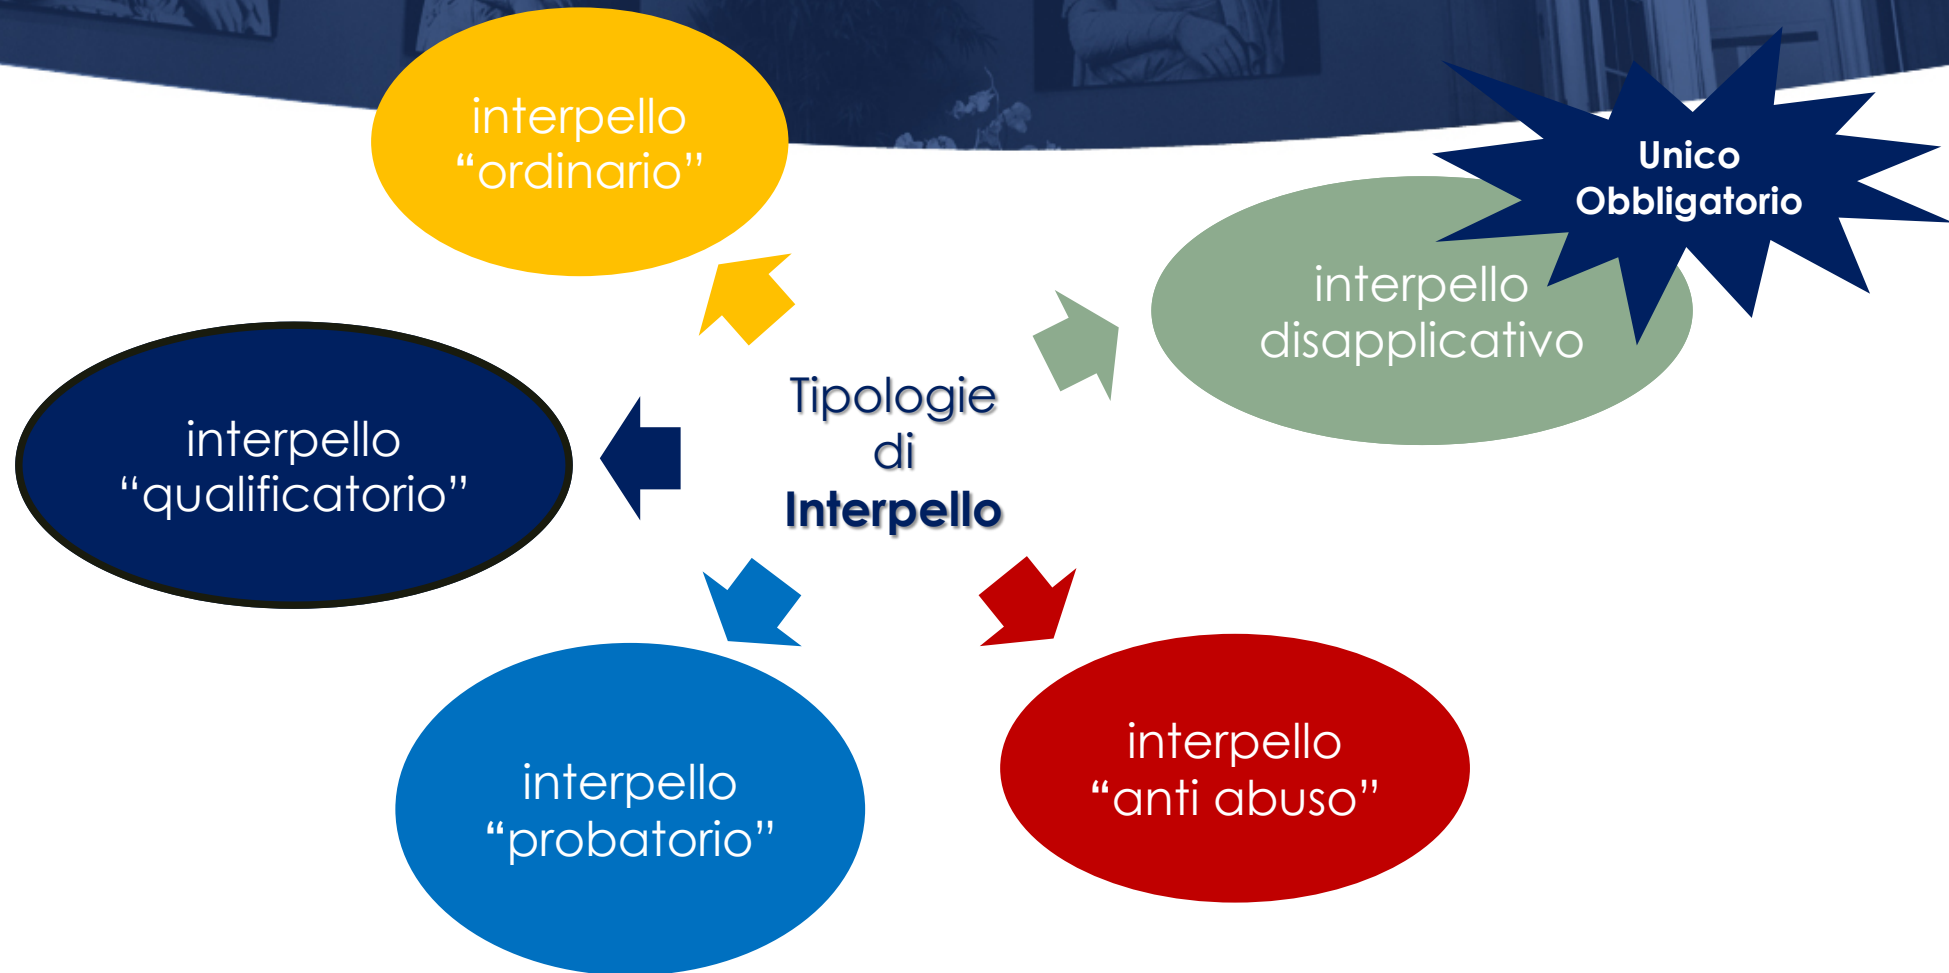 interpello
“ordinario”
Unico
Obbligatorio
interpello
disapplicativo
Tipologie
di
Interpello
interpello
“qualificatorio”
interpello
“anti abuso”
interpello
“probatorio”